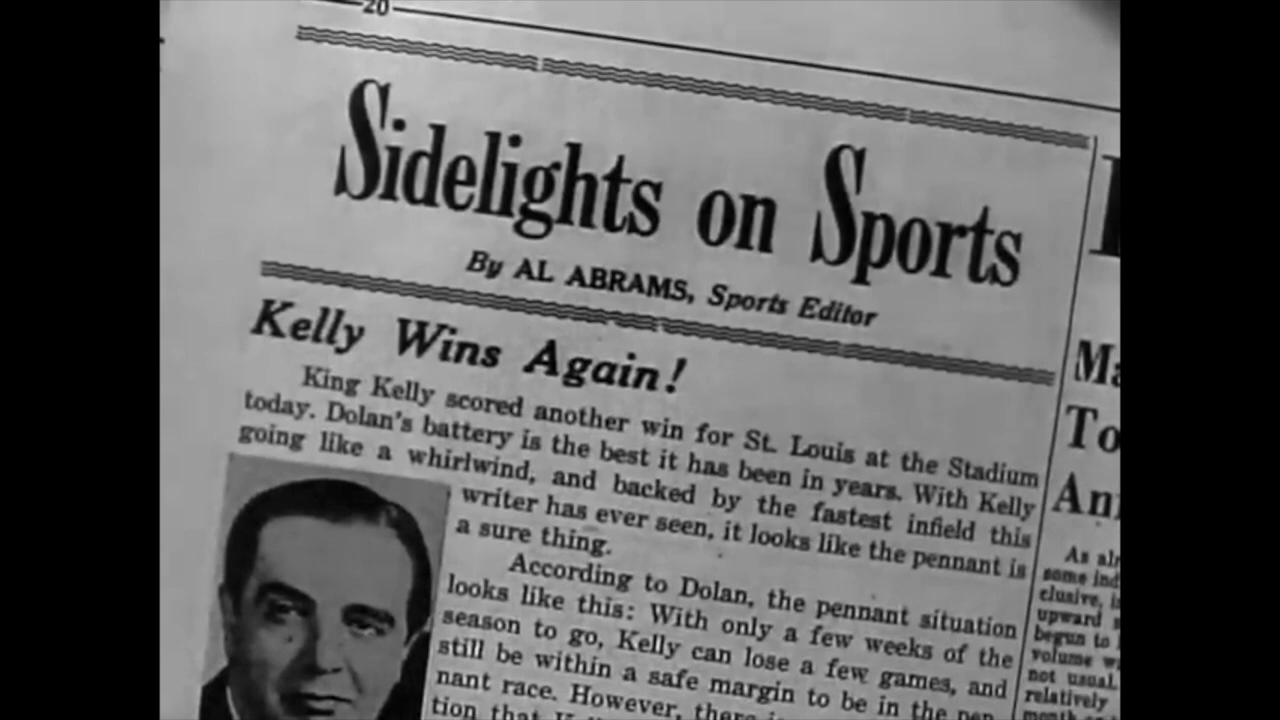 20
Sidelights on Sports
By AL ABRAMS, Sports Editor
Kelly Wins Again!
King Kelly scored another win for St. Louis at the Stadium
today. Dolan's battery is the best it has been in years. With Kelly
going like a whirlwind, and backed by the fastest infield this
writer has ever seen, it looks like the pennant is
a sure thing.
According to Dolan, the pennant situation
looks like this: With only a few weeks of the
season to go, Kelly can lose a few games, and
still be within a safe margin to be in the pen-
nant race. However, there
tion that
Ma
To
An
As
some ind
clusive,
upward
begun to
volume w
not usual.
relatively